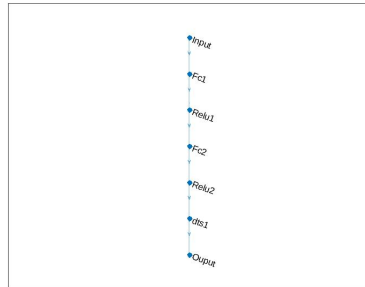 Input
Fc1
Relu1
Fc2
Relu2
dts1
Ouput